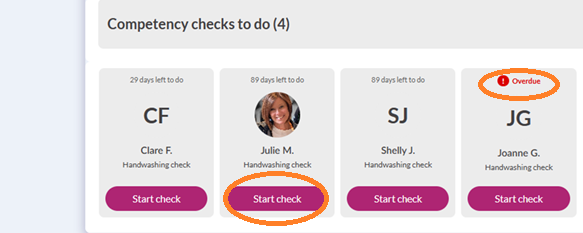 Competency checks to do (4)
29 days left to do
CF
Clare F.
Handwashing check
Start check
89 days left to do
Julie M.
Handwashing check
Start check
89 days left to do
SJ
Shelly J.
Handwashing check
Start check
! Overdue
JG
Joanne G.
Handwashing check
Start check